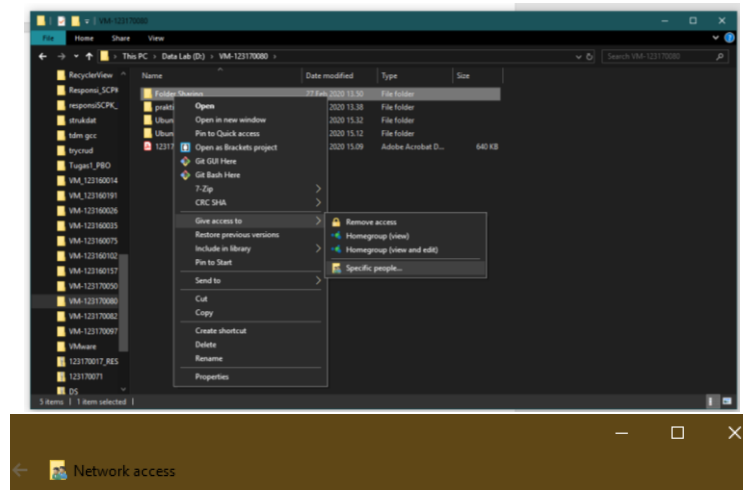 VM-123170080
File Home Share View
This PC > Data Lab (D:) > VM-123170080 > Search VM-123170080
Name Date modified Type Size
RecyclerView
Responsi_SCPK
responsiSCPK_
strukdat
tdm gcc
trycrud
Tugas1_PBO
VM_123160014
VM_123160191
VM-123160026
VM-123160035
VM-123160075
VM-123160102
VM-123160157
VM-123170050
VM-123170080
VM-123170082
VM-123170097
VMware
123170017_RES
123170071
DS
Folder Sharing 27 Feb 2020 13.30 File folder
prakti 2020 13.38 File folder
Ubun 2020 15.32 File folder
Ubun 2020 15.12 File folder
12317 2020 15.09 Adobe Acrobat D... 640 KB
Open
Open in new window
Pin to Quick access
Open as Brackets project
Git GUI Here
Git Bash Here
7-Zip
CRC SHA
Give access to
Restore previous versions
Include in library
Pin to Start
Send to
Cut
Copy
Create shortcut
Delete
Rename
Properties
Remove access
Homegroup (view)
Homegroup (view and edit)
Specific people...
5 items | 1 item selected |
Network access